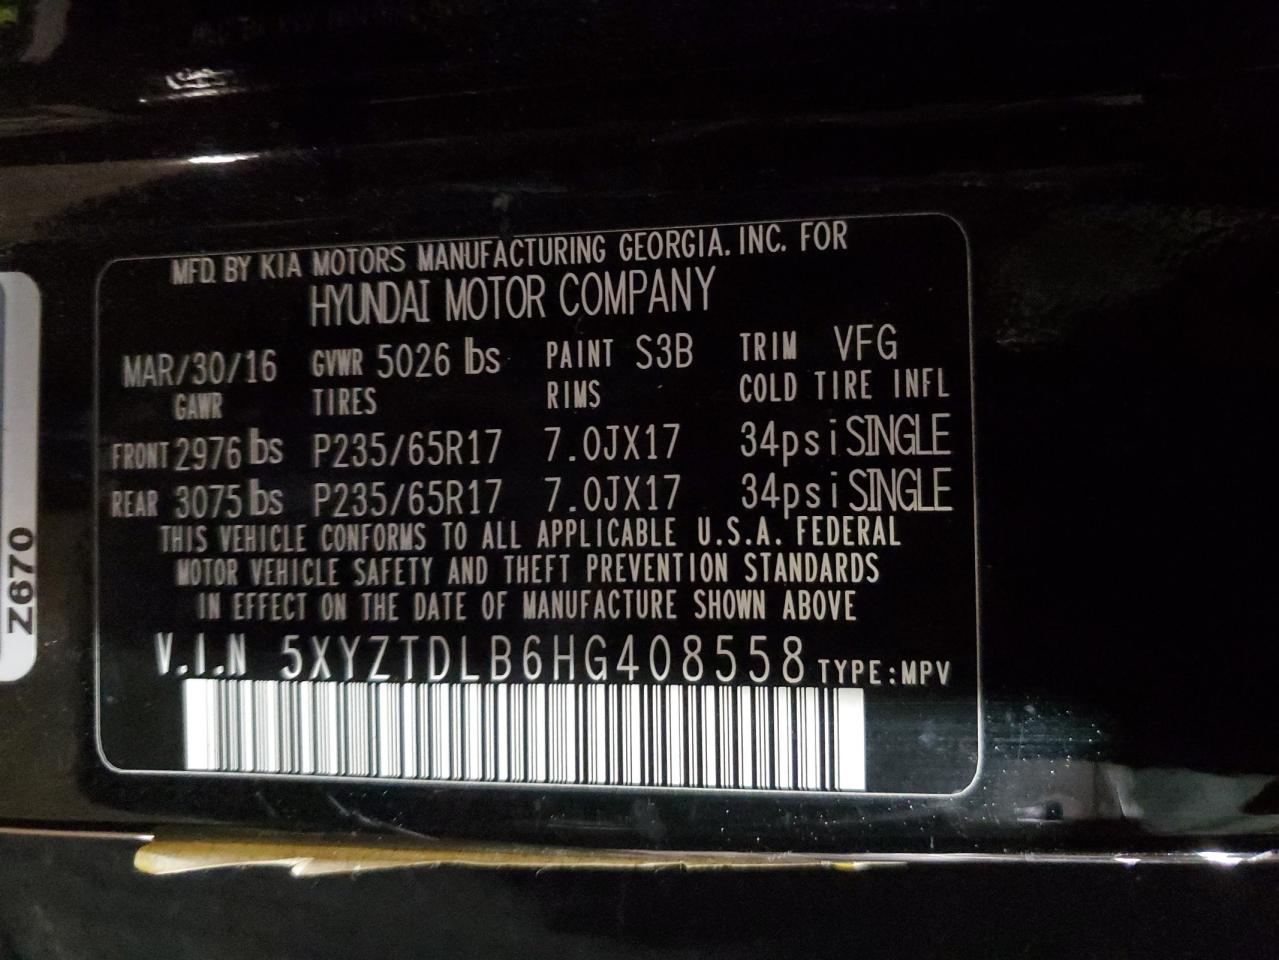 MFD. BY KIA MOTORS MANUFACTURING GEORGIA. INC. FOR
HYUNDAI MOTOR COMPANY
MAR/30/16 GVWR 5026 lbs PAINT S3B TRIM VFG
GAWR TIRES RIMS COLD TIRE INFL
FRONT 2976 lbs P235/65R17 7.0JX17 34psi SINGLE
REAR 3075 lbs P235/65R17 7.0JX17 34psi SINGLE
THIS VEHICLE CONFORMS TO ALL APPLICABLE U.S.A. FEDERAL
MOTOR VEHICLE SAFETY AND THEFT PREVENTION STANDARDS
IN EFFECT ON THE DATE OF MANUFACTURE SHOWN ABOVE
V.I.N 5XYZTDLB6HG408558 TYPE:MPV
Z670